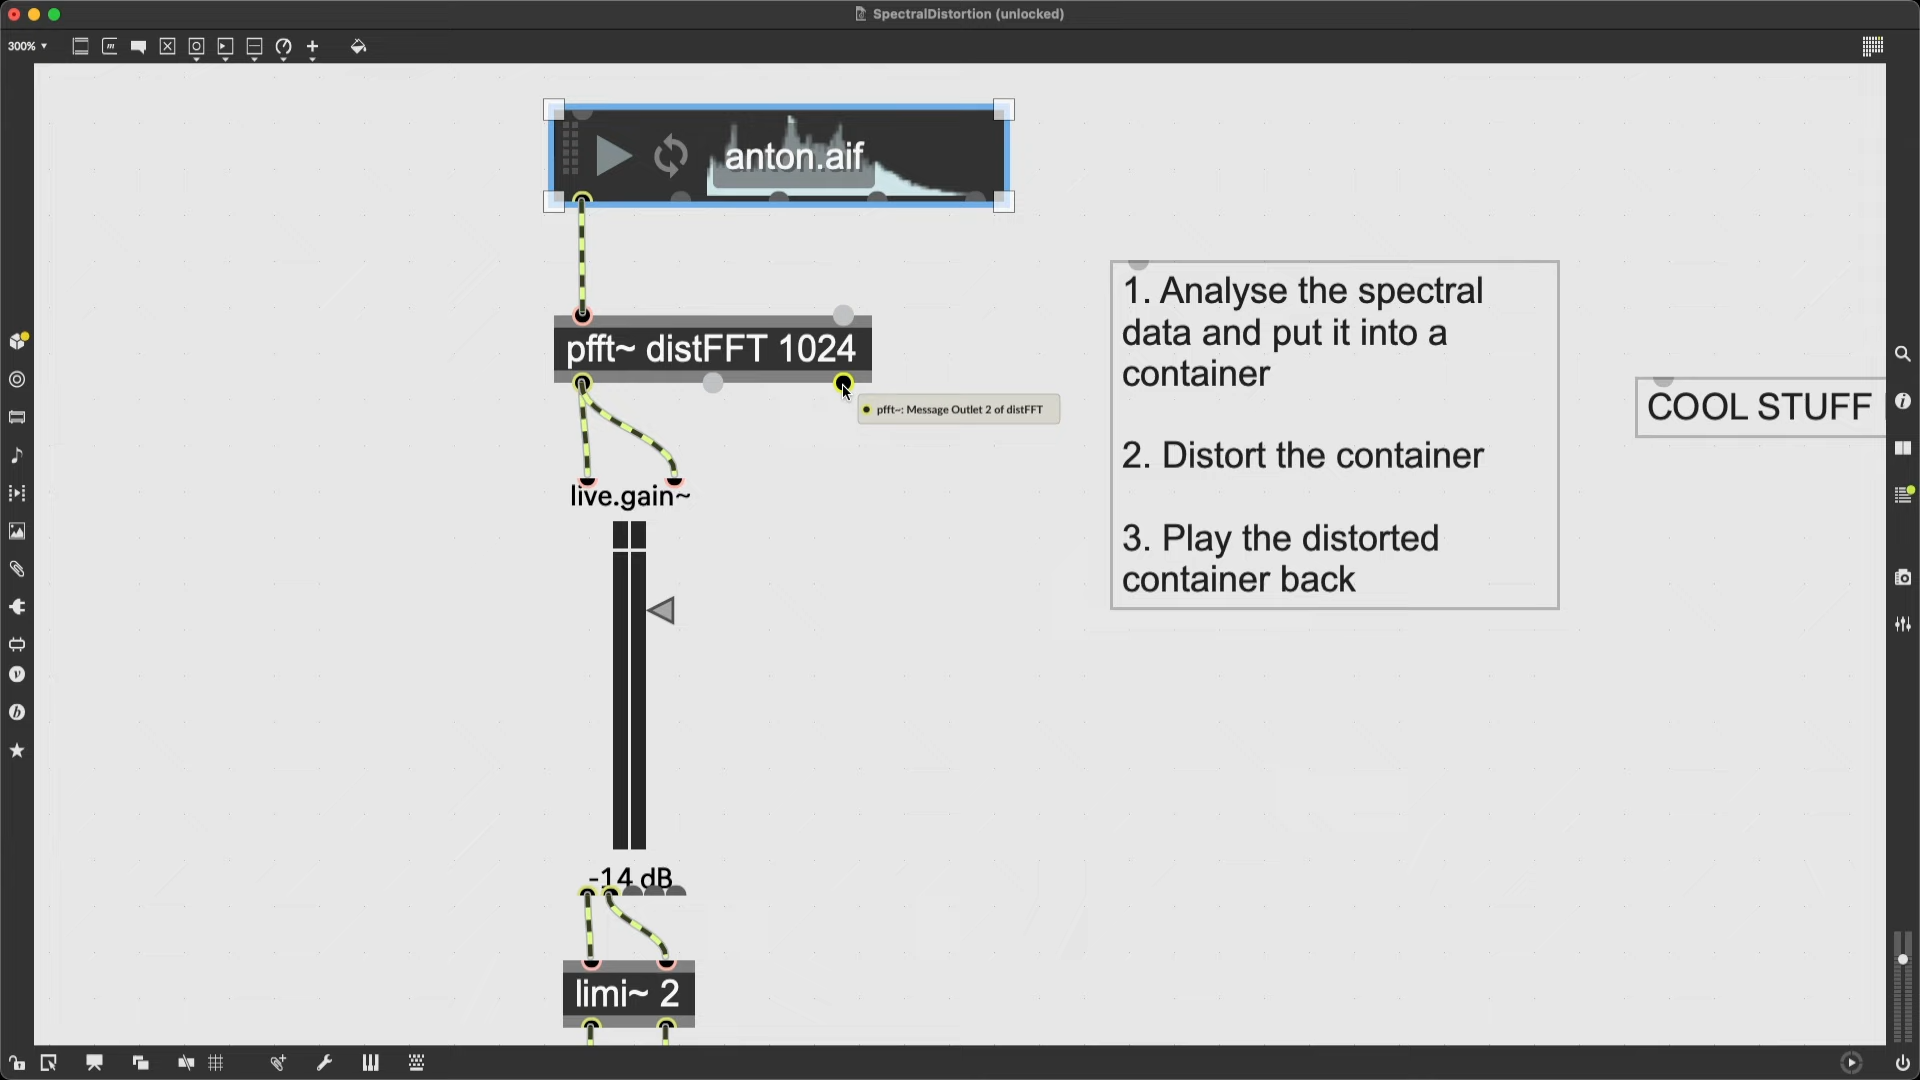 SpectralDistortion (unlocked)
300%
anton.aif
pfft~ distFFT 1024
pfft~: Message Outlet 2 of distFFT
live.gain~
-14 dB
limi~ 2
1. Analyse the spectral
data and put it into a
container
2. Distort the container
3. Play the distorted
container back
COOL STUFF